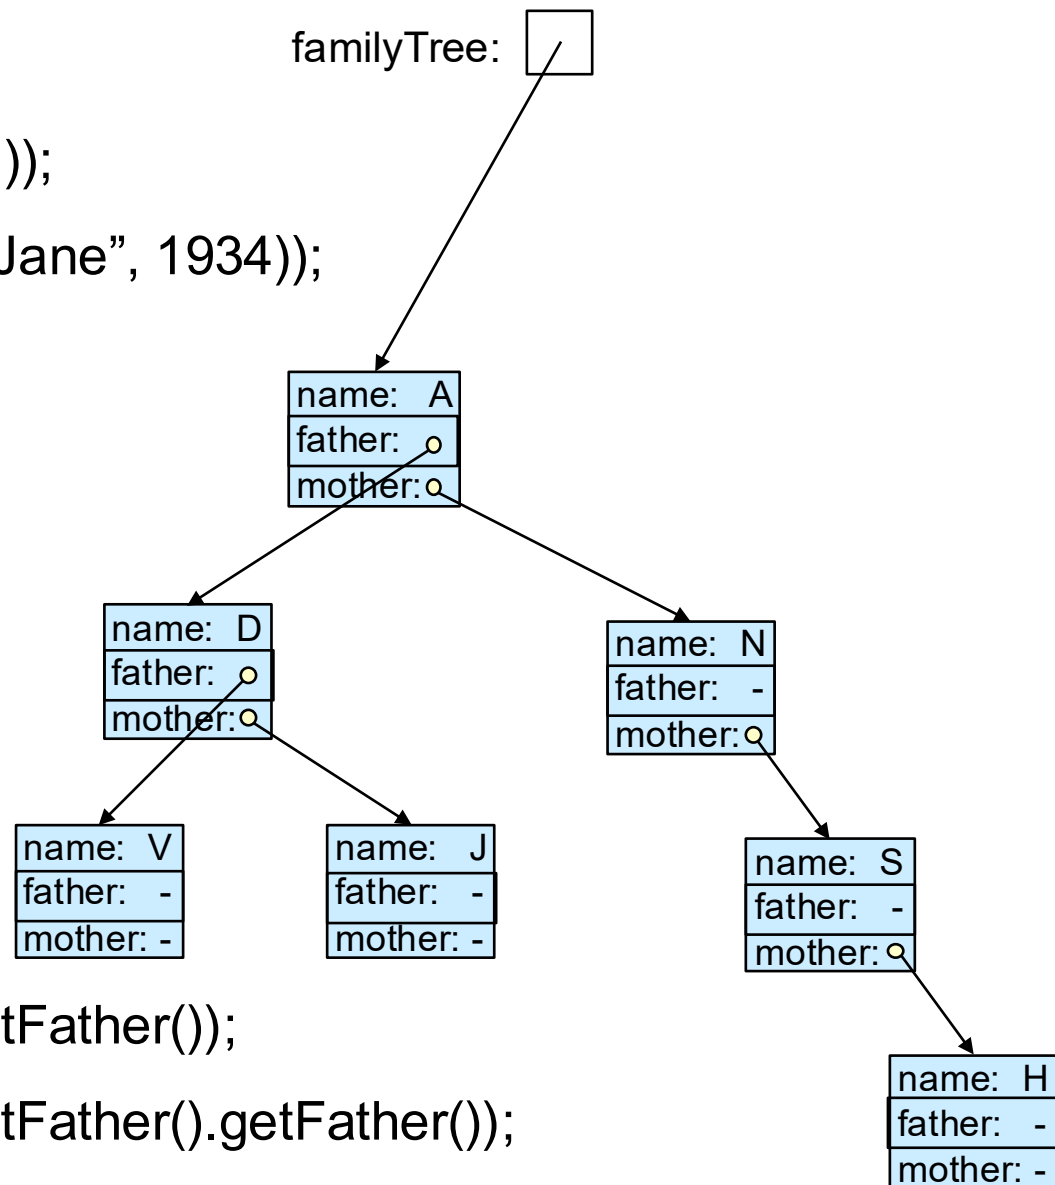 familyTree:
));
Jane”, 1934));
name: A
father:
mother:
name: D
father:
mother:
name: N
father: -
mother:
name: V
father: -
mother: -
name: J
father: -
mother: -
name: S
father: -
mother:
tFather());
tFather().getFather());
name: H
father: -
mother: -